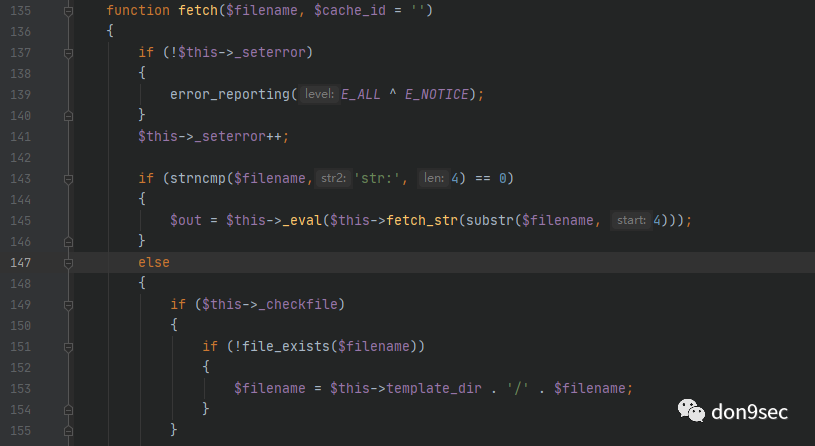 135 function fetch($filename, $cache_id = '')
136 {
137 if (!$this->_seterror)
138 {
139 error_reporting( level: E_ALL ^ E_NOTICE);
140 }
141 $this->_seterror++;
142
143 if (strncmp($filename, str2: 'str:', len: 4) == 0)
144 {
145 $out = $this->_eval($this->fetch_str(substr($filename, start: 4)));
146 }
147 else
148 {
149 if ($this->_checkfile)
150 {
151 if (!file_exists($filename))
152 {
153 $filename = $this->template_dir . '/' . $filename;
154 }
155 }
don9sec